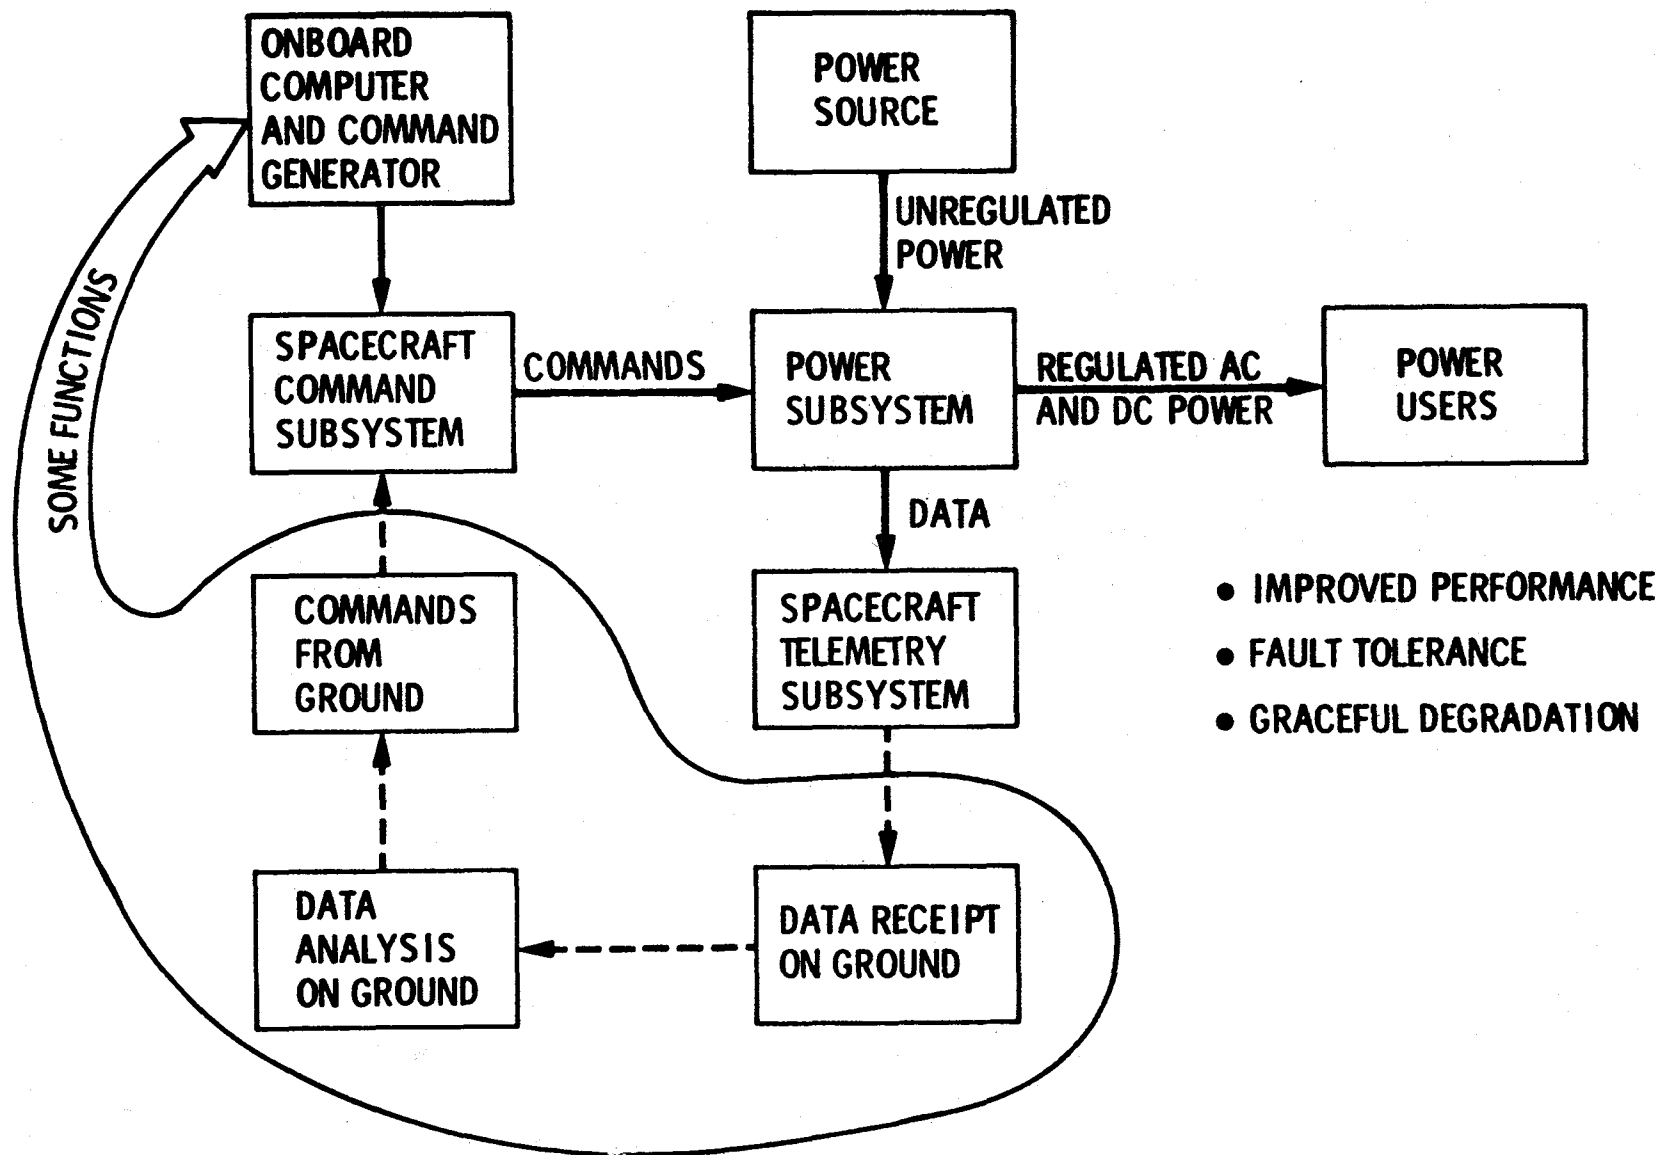 ONBOARD
COMPUTER
AND COMMAND
GENERATOR
POWER
SOURCE
UNREGULATED
POWER
SOME FUNCTIONS
SPACECRAFT
COMMAND
SUBSYSTEM
COMMANDS
POWER
SUBSYSTEM
REGULATED AC
AND DC POWER
POWER
USERS
DATA
COMMANDS
FROM
GROUND
SPACECRAFT
TELEMETRY
SUBSYSTEM
● IMPROVED PERFORMANCE
● FAULT TOLERANCE
● GRACEFUL DEGRADATION
DATA
ANALYSIS
ON GROUND
DATA RECEIPT
ON GROUND